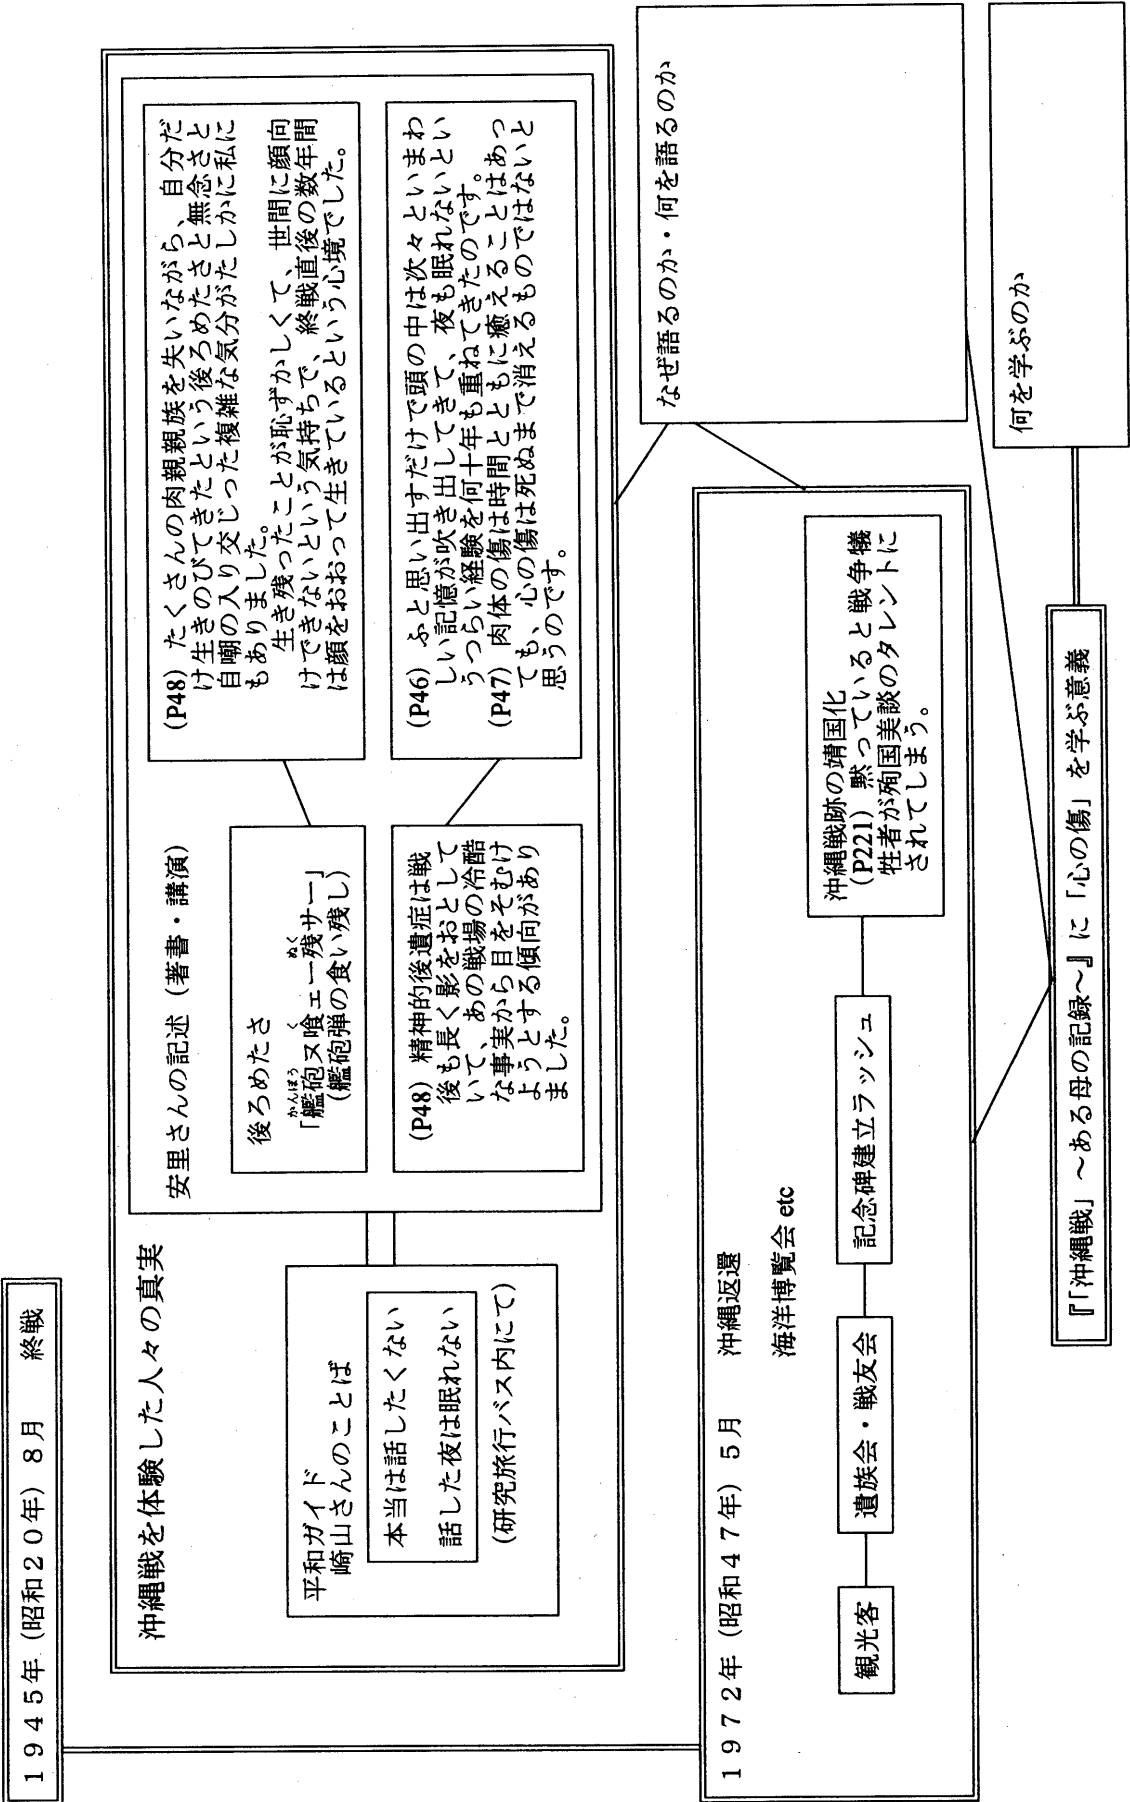 １９４５年（昭和２０年）８月　終戦
沖縄戦を体験した人々の真実
平和ガイド
崎山さんのことば
本当は話したくない
話した夜は眠れない
（研究旅行バス内にて）
安里さんの記述（著書・講演）
後ろめたさ
かんぽう　く　ぬく
「艦砲ヌ喰ェー残サー」
（艦砲弾の食い残し）
（P48）たくさんの肉親親族を失いながら、自分だ
け生きのびてきたという後ろめたさと無念さと
自嘲の入り交じった複雑な気分がたしかに私に
もありました。
生き残ったことが恥ずかしくて、世間に顔向
けできないという気持ちで、終戦直後の数年間
は顔をおおって生きているという心境でした。
（P48）精神的後遺症は戦
後も長く影をおとして
いて、あの戦場の冷酷
な事実から目をそむけ
ようとする傾向があり
ました。
（P46）ふと思い出すだけで頭の中は次々といまわ
しい記憶が吹き出してきて、夜も眠れないとい
うつらい経験を何十年も重ねてきたのです。
（P47）肉体の傷は時間とともに癒えることはあっ
ても、心の傷は死ぬまで消えるものではないと
思うのです。
なぜ語るのか・何を語るのか
１９７２年（昭和４７年）５月　沖縄返還
海洋博覧会 etc
観光客
遺族会・戦友会
記念碑建立ラッシュ
沖縄戦跡の靖国化
（P221）黙っていると戦争犠
牲者が殉国美談のタレントに
されてしまう。
何を学ぶのか
『「沖縄戦」～ある母の記録～』に「心の傷」を学ぶ意義